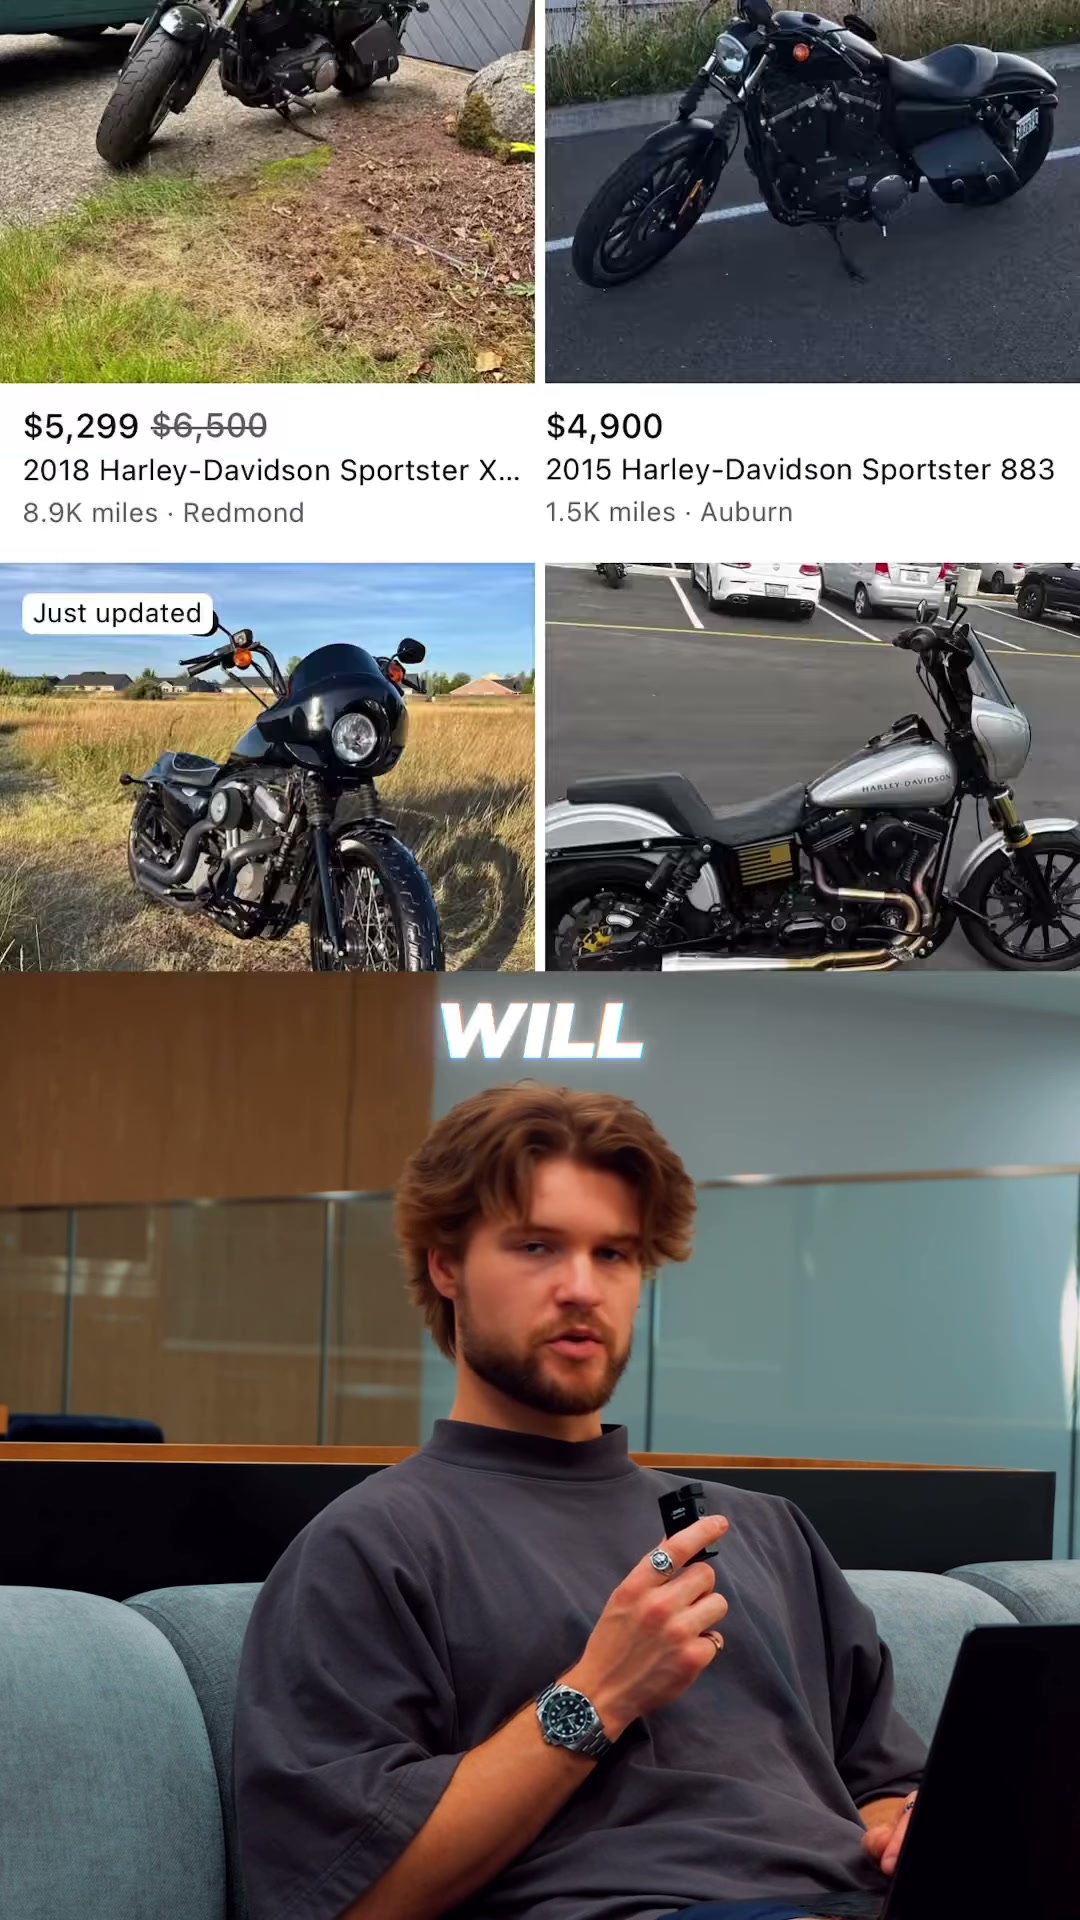 $5,299 $6,500
2018 Harley-Davidson Sportster X...
8.9K miles · Redmond
$4,900
2015 Harley-Davidson Sportster 883
1.5K miles · Auburn
Just updated
HARLEY-DAVIDSON
WILL